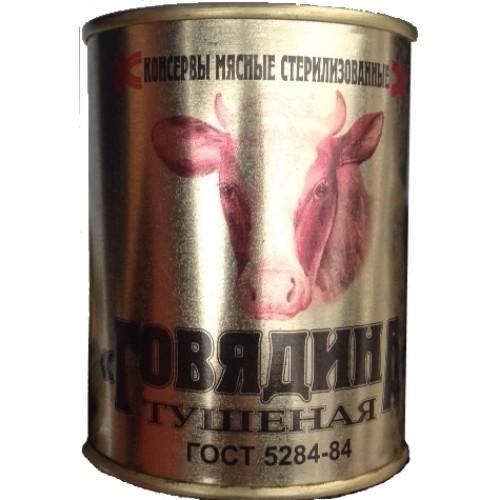 КОНСЕРВЫ МЯСНЫЕ СТЕРИЛИЗОВАННЫЕ
«ГОВЯДИНА
ТУШЕНАЯ
ГОСТ 5284-84